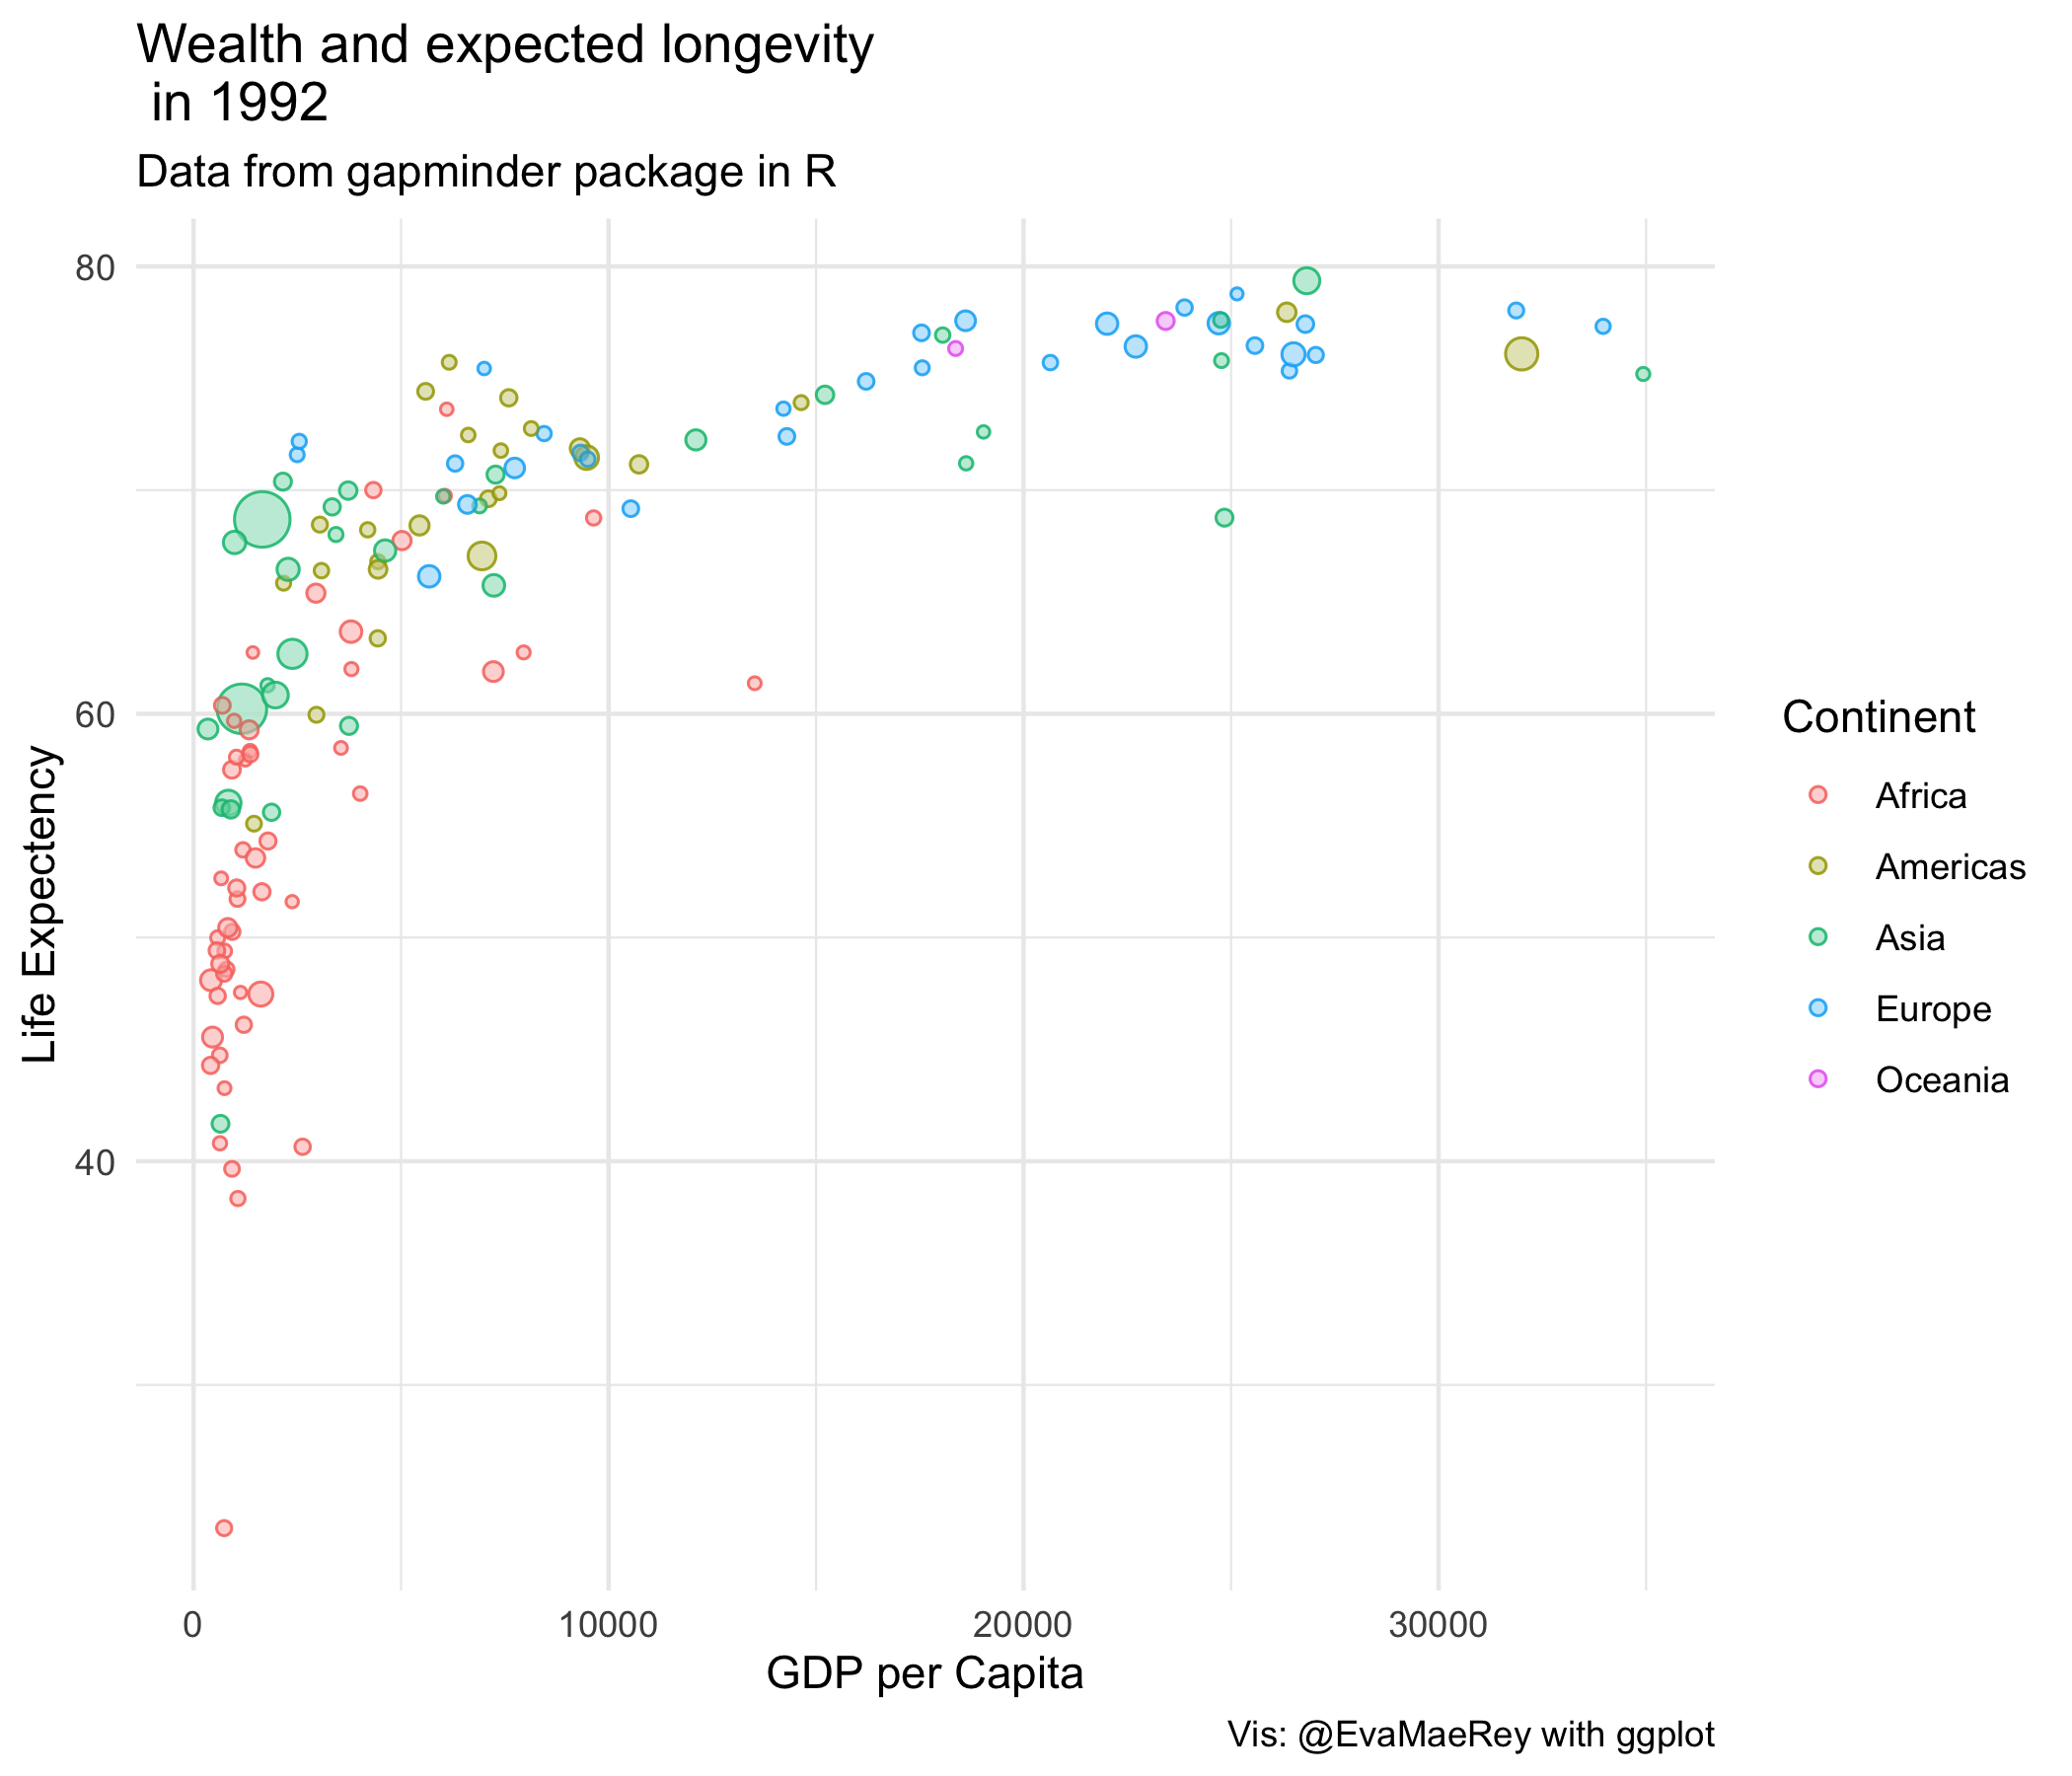 Wealth and expected longevity
in 1992
Data from gapminder package in R
80
60
40
Life Expectency
0
10000
20000
30000
GDP per Capita
Continent
Africa
Americas
Asia
Europe
Oceania
Vis: @EvaMaeRey with ggplot